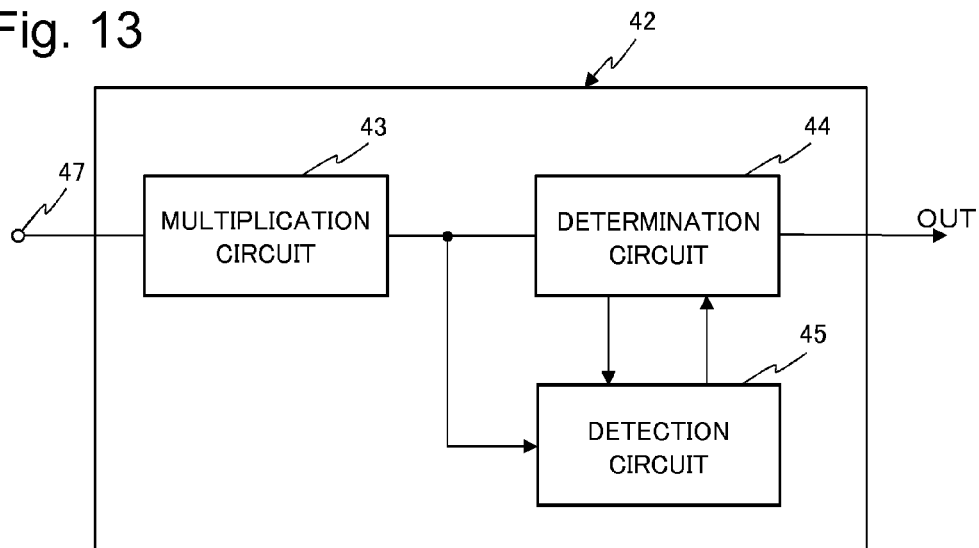 Fig. 13
42
43
44
47
MULTIPLICATION
CIRCUIT
DETERMINATION
CIRCUIT
OUT
45
DETECTION
CIRCUIT